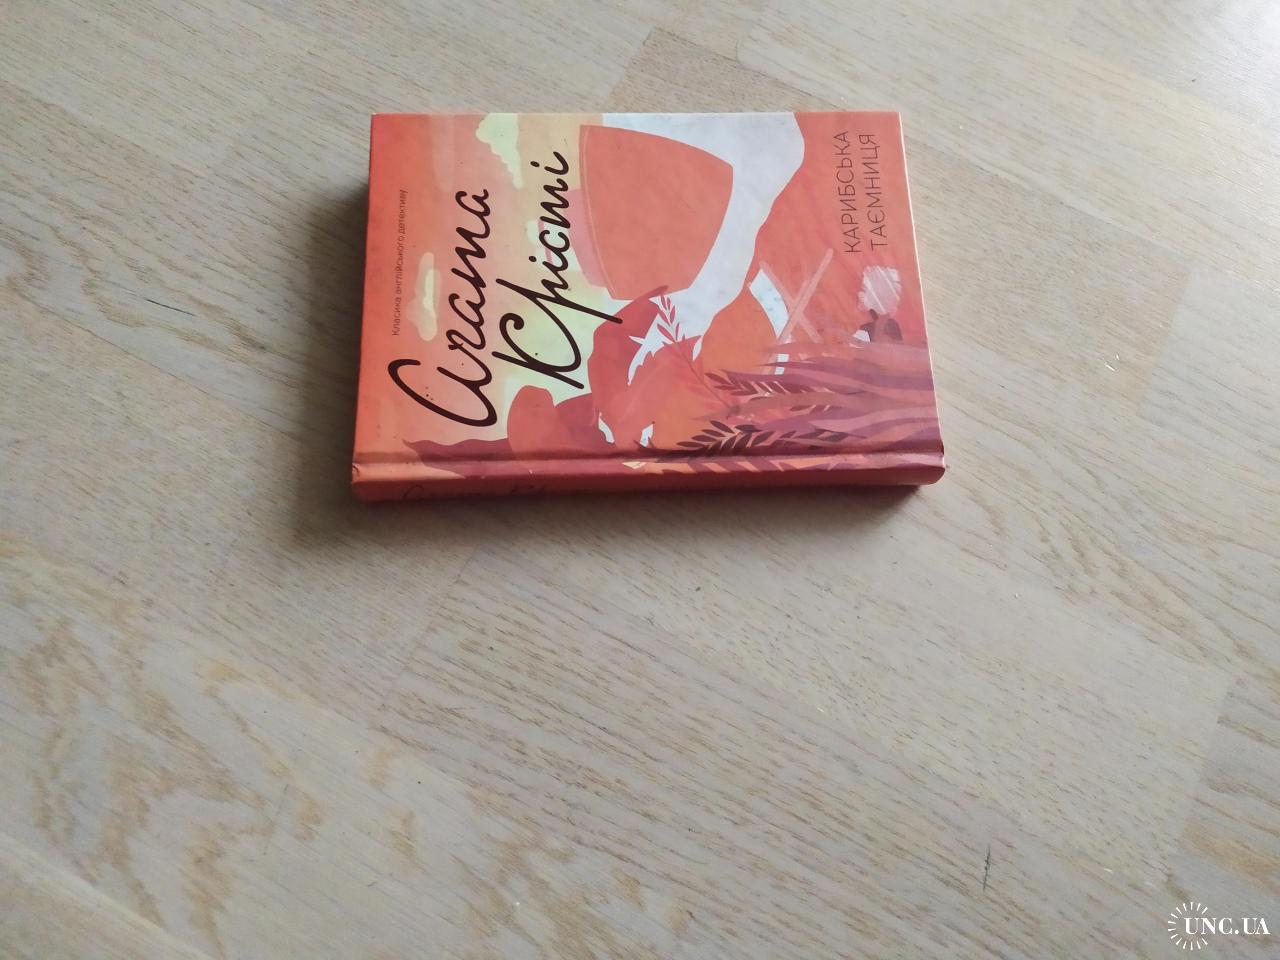 Класика англійського детективу
Агата
Крісті
КАРИБСЬКА
ТАЄМНИЦЯ
UNC.UA